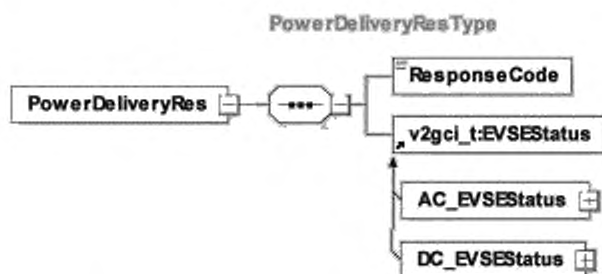 PowerDeliveryResType
ResponseCode
PowerDeliveryRes
v2gci_t:EVSEStatus
AC_EVSEStatus
DC_EVSEStatus